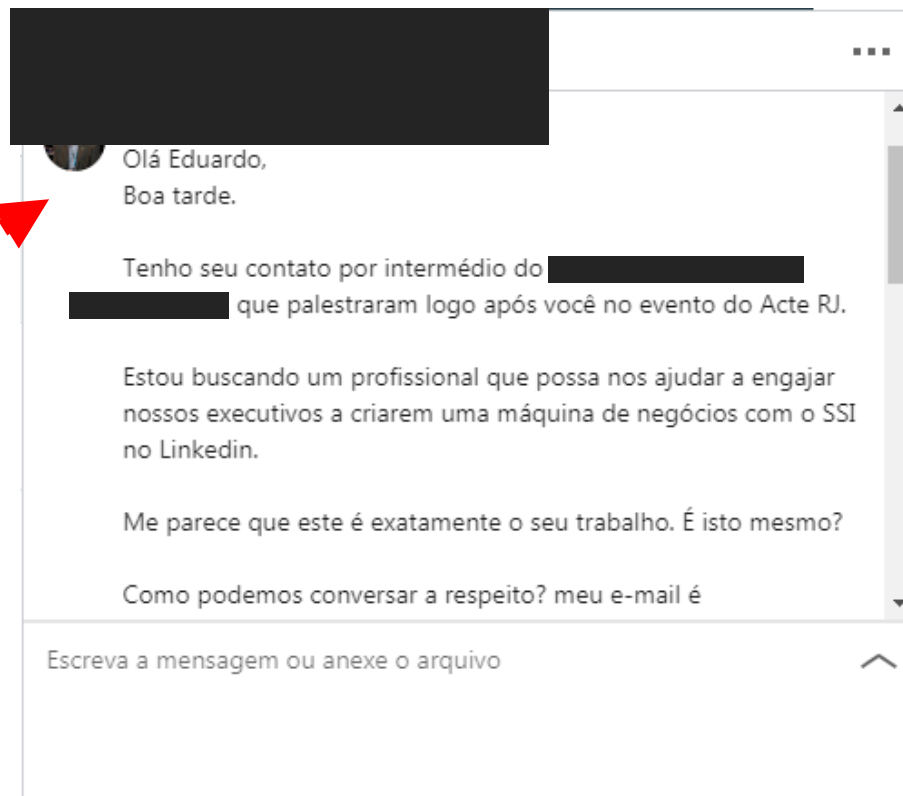 Olá Eduardo,
Boa tarde.
Tenho seu contato por intermédio do
que palestraram logo após você no evento do Acte RJ.
Estou buscando um profissional que possa nos ajudar a engajar
nossos executivos a criarem uma máquina de negócios com o SSI
no Linkedin.
Me parece que este é exatamente o seu trabalho. É isto mesmo?
Como podemos conversar a respeito? meu e-mail é
Escreva a mensagem ou anexe o arquivo